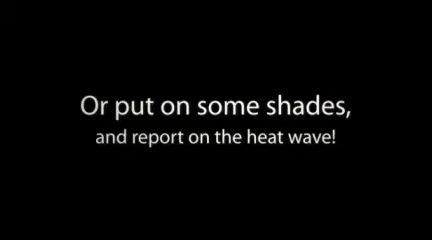 Or put on some shades,
and report on the heat wave!